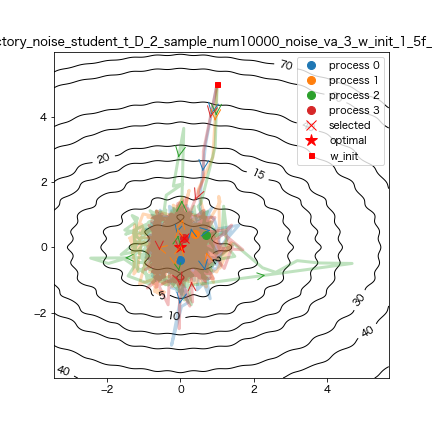 ctory_noise_student_t_D_2_sample_num10000_noise_va_3_w_init_1_5f_
process 0
process 1
process 2
process 3
selected
optimal
w_init
70
20
15
2
5
10
30
40
40
4
2
0
−2
−2
0
2
4